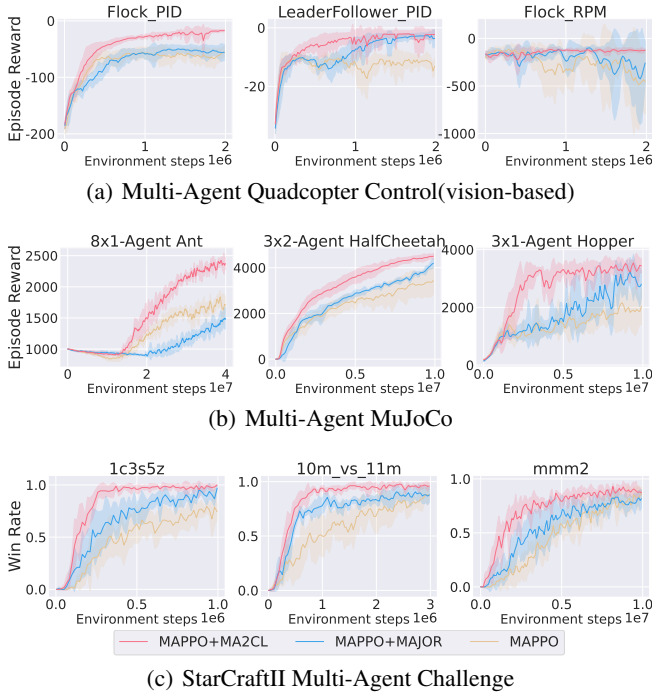 Flock_PID LeaderFollower_PID Flock_RPM
Episode Reward
0 -100 -200
0 -20
0 -500 -1000
0 1 2 0 1 2 0 1 2
Environment steps 1e6 Environment steps 1e6 Environment steps 1e6
(a) Multi-Agent Quadcopter Control(vision-based)
8x1-Agent Ant 3x2-Agent HalfCheetah 3x1-Agent Hopper
Episode Reward
2500 2000 1500 1000
4000 2000 0
4000 2000 0
0 2 4 0.0 0.5 1.0 0.0 0.5 1.0
Environment steps 1e7 Environment steps 1e7 Environment steps 1e7
(b) Multi-Agent MuJoCo
1c3s5z 10m_vs_11m mmm2
Win Rate
1.0 0.5 0.0
1.0 0.5 0.0
1.0 0.5 0.0
0.0 0.5 1.0 0 1 2 3 0.0 0.5 1.0
Environment steps 1e6 Environment steps 1e6 Environment steps 1e7
MAPPO+MA2CL MAPPO+MAJOR MAPPO
(c) StarCraftII Multi-Agent Challenge